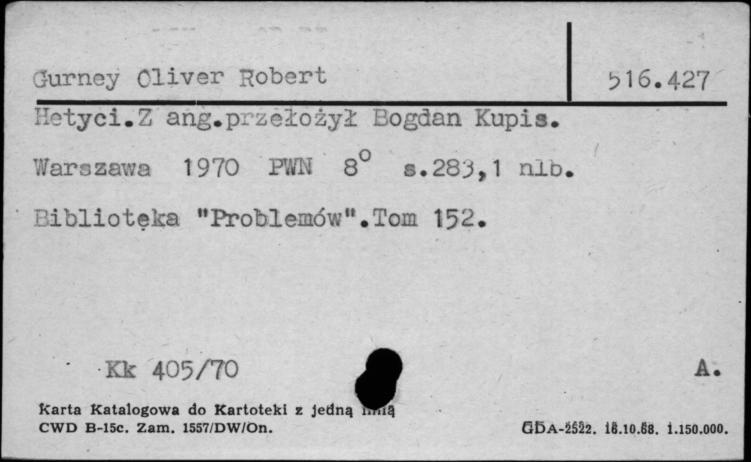 Gurney Oliver Robert 516.427
Hetyci.Z ang.przełożył Bogdan Kupis.
Warszawa 1970 PWN 8° s.283,1 nlb.
Biblioteka "Problemów".Tom 152.
Kk 405/70 A.
Karta Katalogowa do Kartoteki z jedną linią
CWD B-15c. Zam. 1557/DW/On. GDA-2522. 16.10.68. 1.150.000.